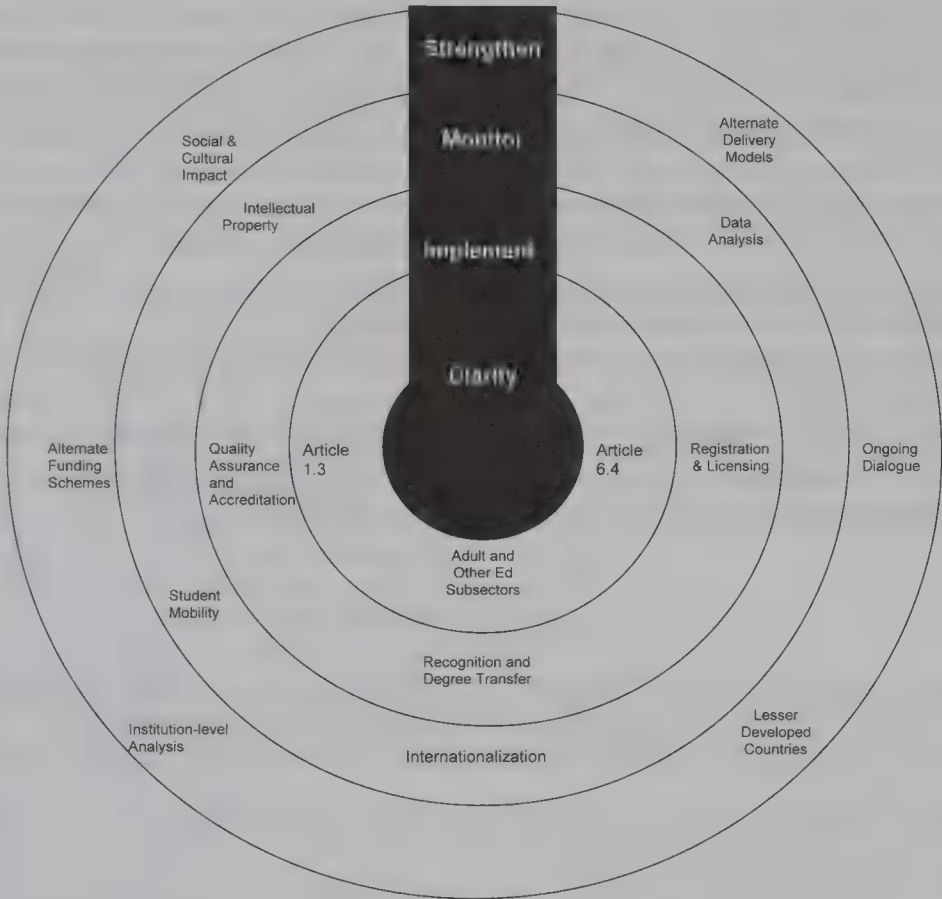 Strengthen
Monitor
Implement
Clarify
Social &
Cultural
Impact
Alternate
Delivery
Models
Intellectual
Property
Data
Analysis
Alternate
Funding
Schemes
Quality
Assurance
and
Accreditation
Article
1.3
Article
6.4
Registration
& Licensing
Ongoing
Dialogue
Adult and
Other Ed
Subsectors
Student
Mobility
Recognition and
Degree Transfer
Institution-level
Analysis
Internationalization
Lesser
Developed
Countries